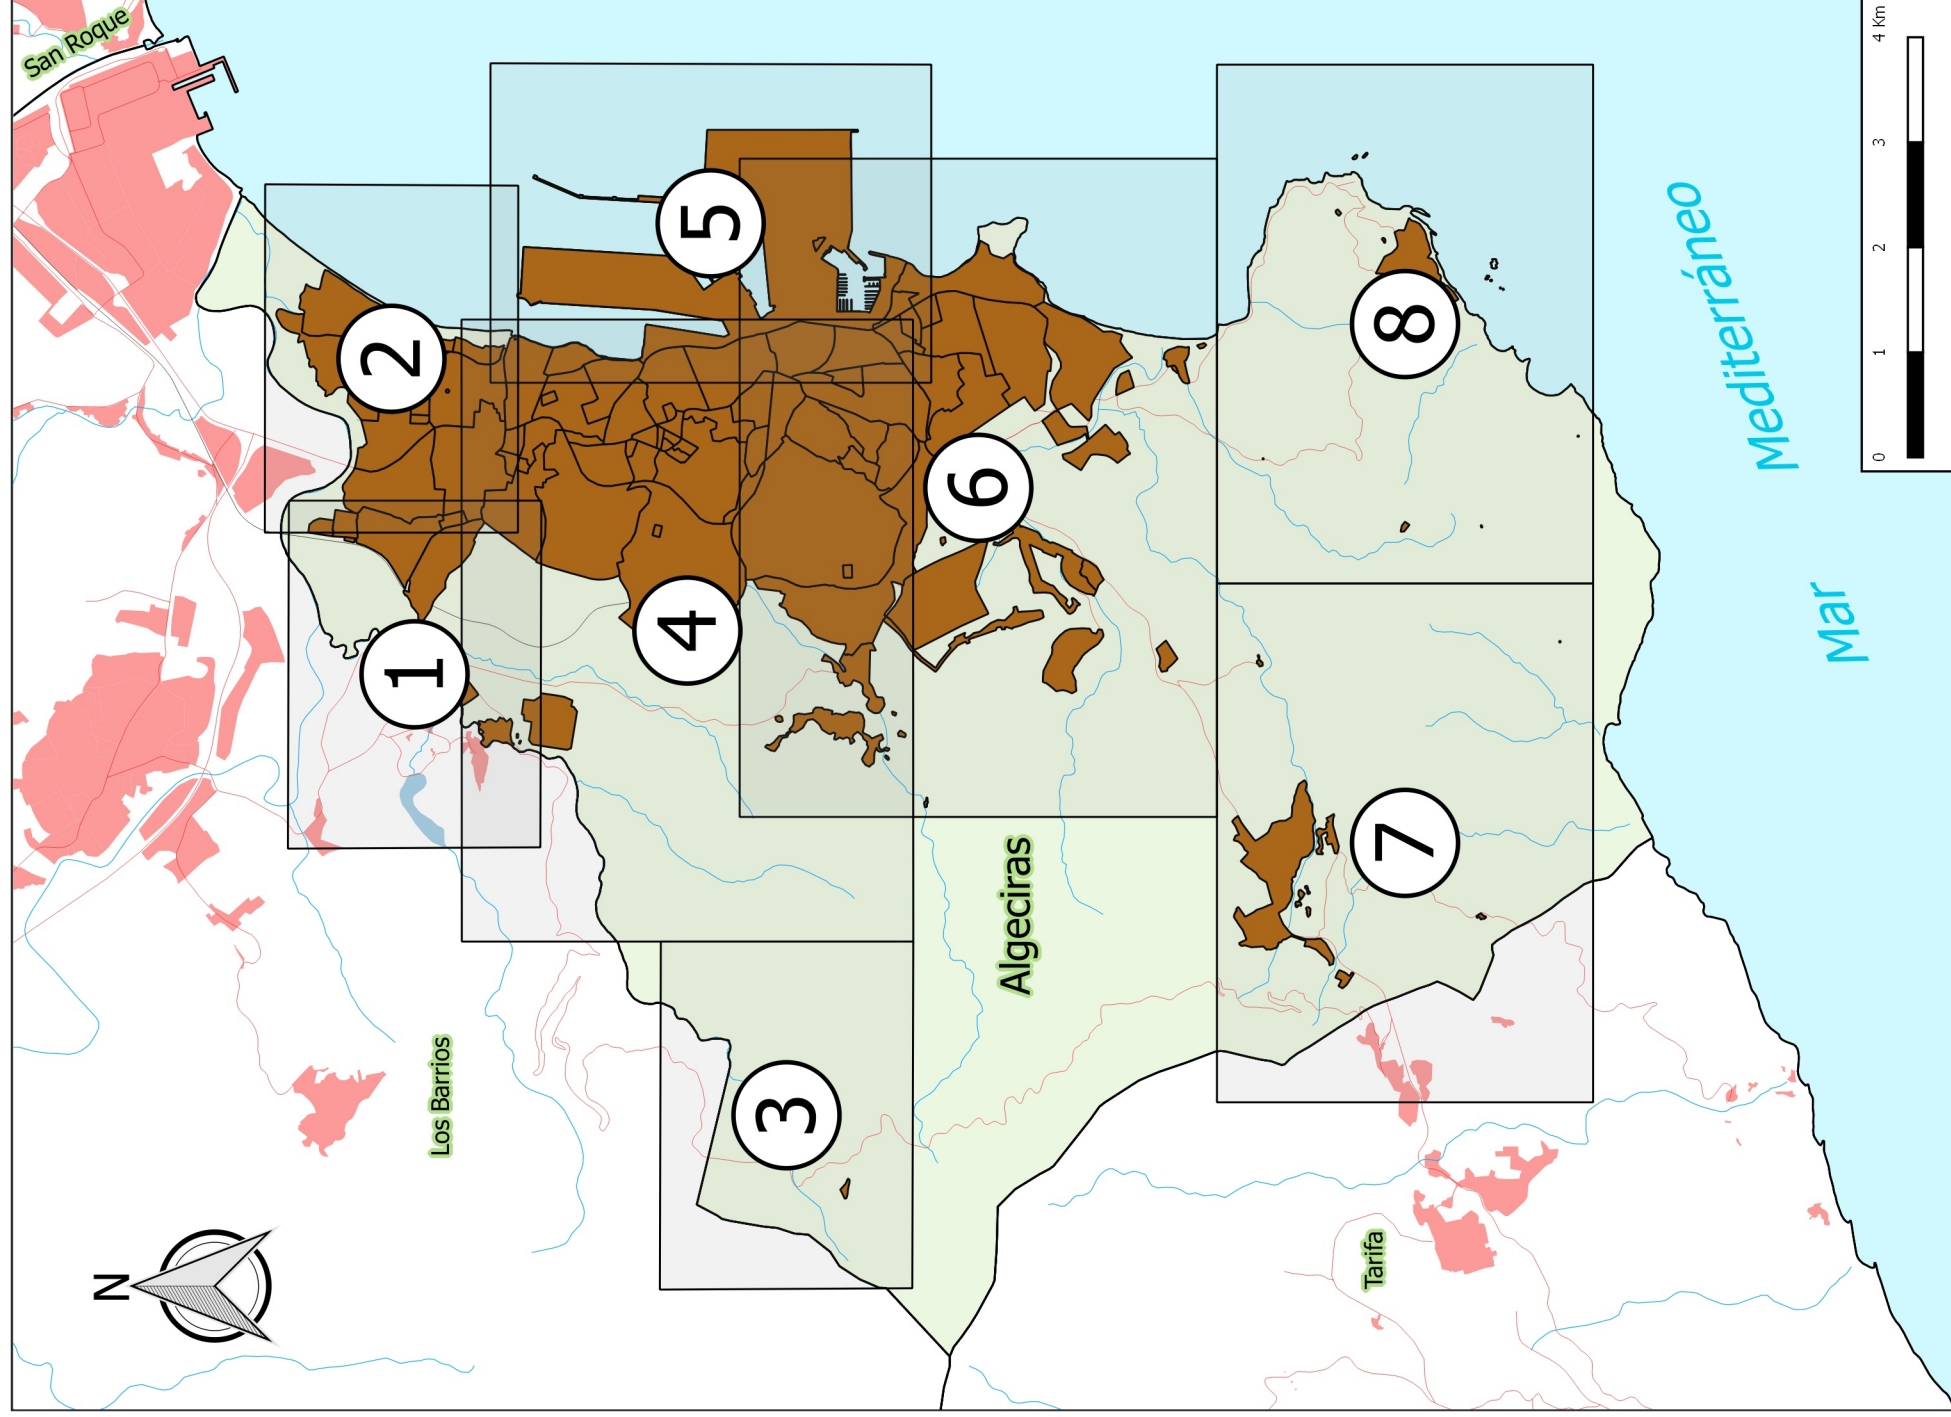 N
San Roque
Los Barrios
Algeciras
Tarifa
Mar Mediterráneo
1
2
3
4
5
6
7
8
0 1 2 3 4 Km